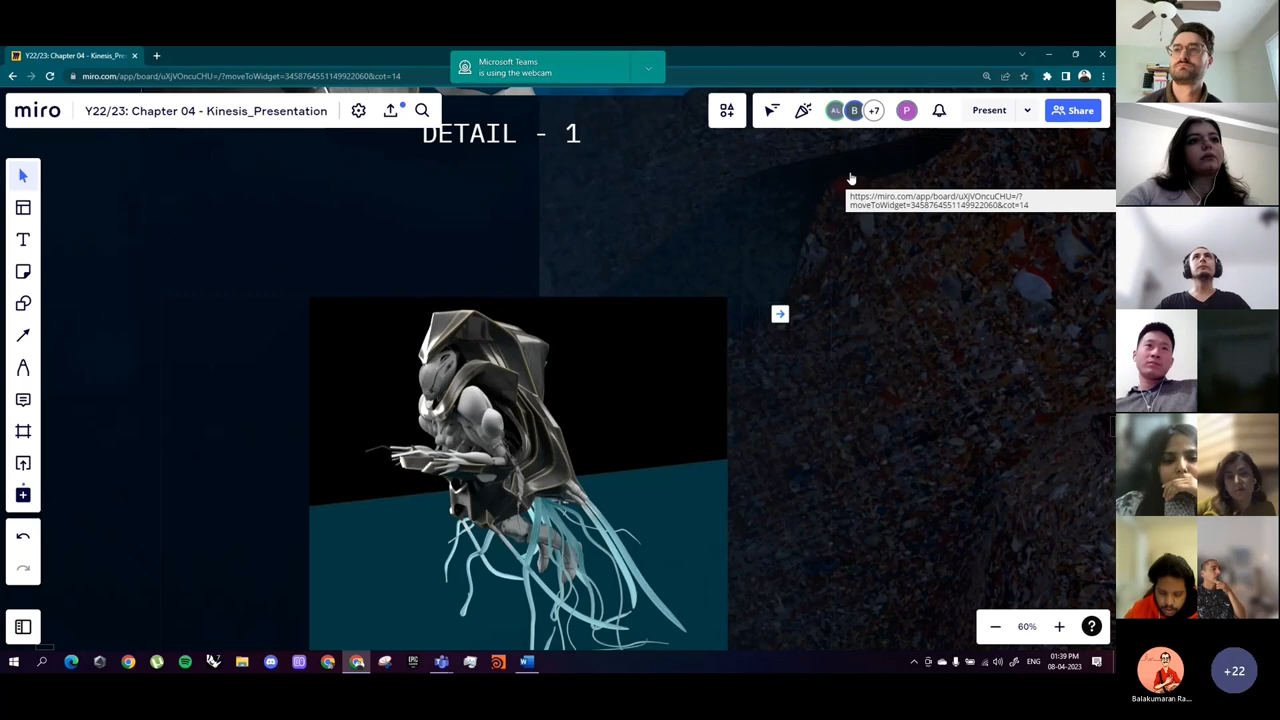 Y22/23: Chapter 04 - Kinesis_Pre
Microsoft Teams
is using the webcam
miro.com/app/board/uXjVOncuCHU=/?moveToWidget=3458764551149922060&cot=14
miro
Y22/23: Chapter 04 - Kinesis_Presentation
AL
B
+7
P
Present
Share
DETAIL - 1
https://miro.com/app/board/uXjVOncuCHU=/?
moveToWidget=3458764551149922060&cot=14
60%
ENG
01:39 PM
08-04-2023
Balakumaran Ra...
+22